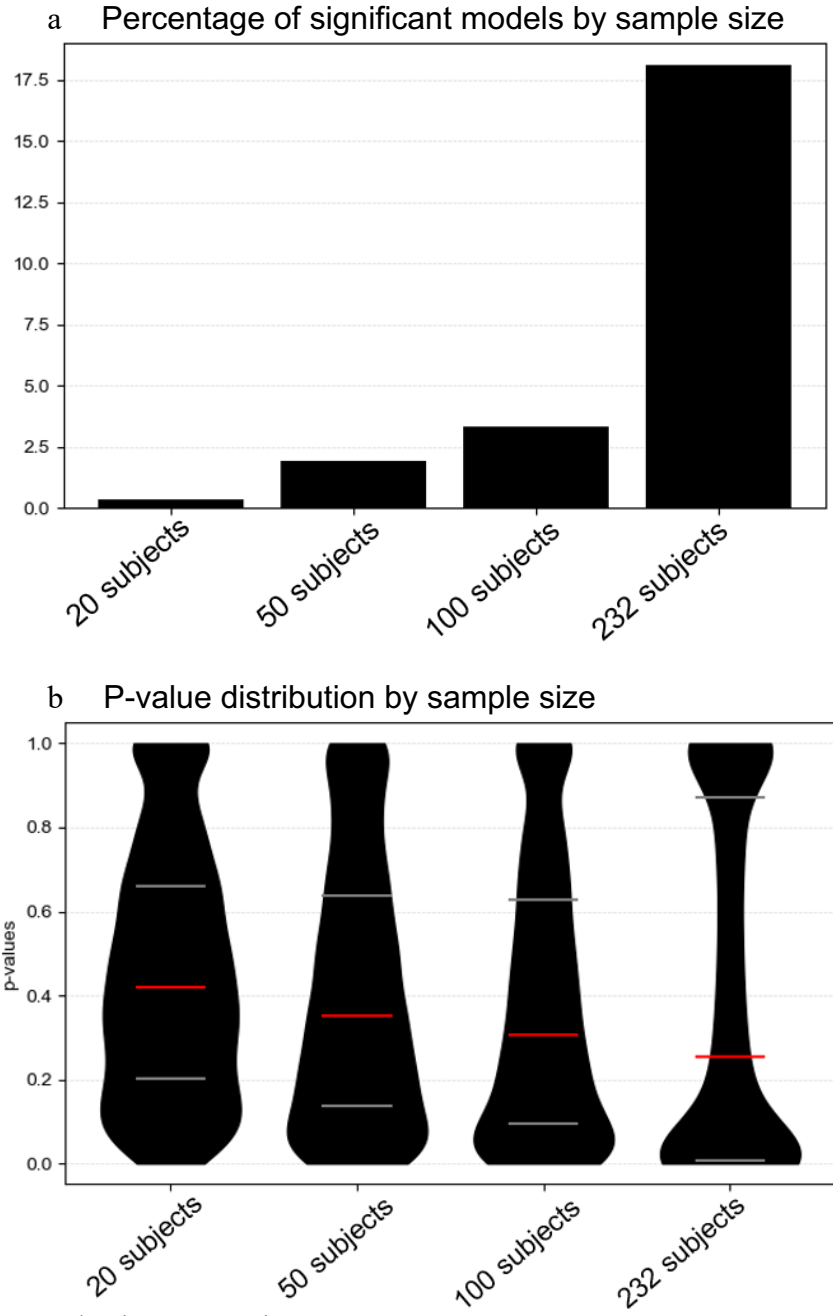 a Percentage of significant models by sample size
17.5
15.0
12.5
10.0
7.5
5.0
2.5
0.0
20 subjects
50 subjects
100 subjects
232 subjects
b P-value distribution by sample size
1.0
0.8
0.6
0.4
0.2
0.0
p-values
20 subjects
50 subjects
100 subjects
232 subjects